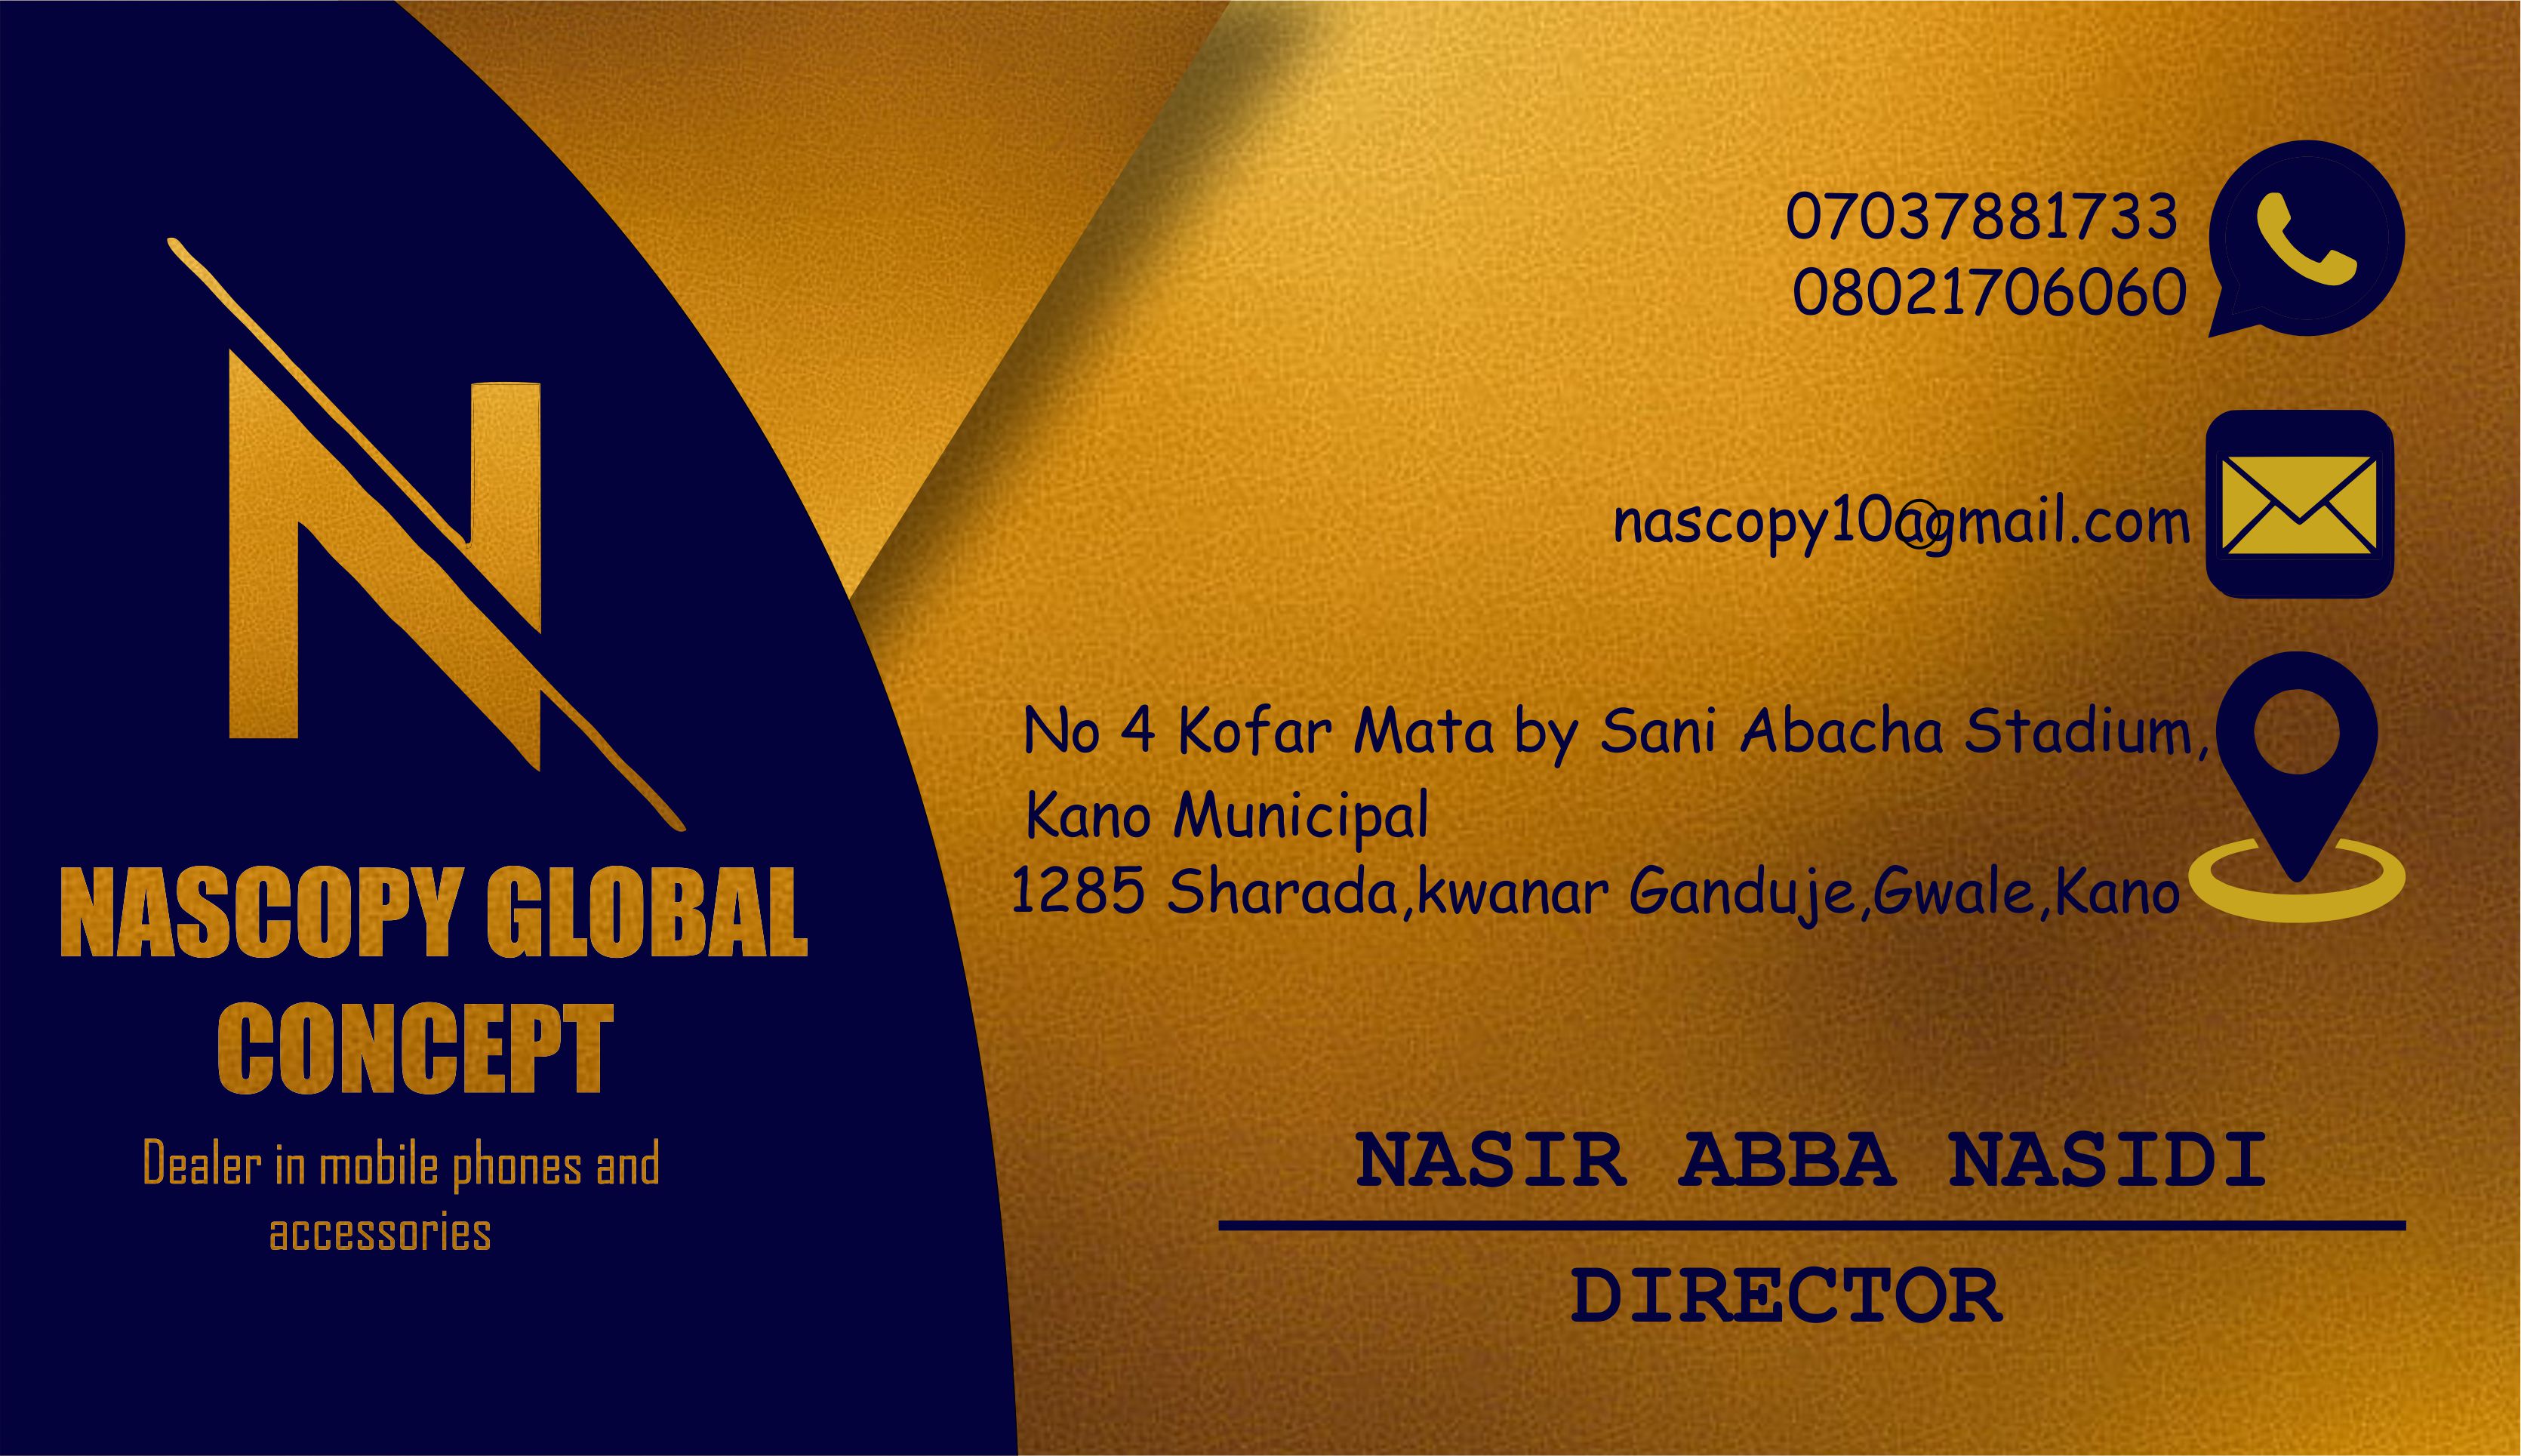 N
NASCOPY GLOBAL
CONCEPT
Dealer in mobile phones and
accessories
07037881733
08021706060
nascopy10@gmail.com
No 4 Kofar Mata by Sani Abacha Stadium,
Kano Municipal
1285 Sharada,kwanar Ganduje,Gwale,Kano
NASIR ABBA NASIDI
DIRECTOR